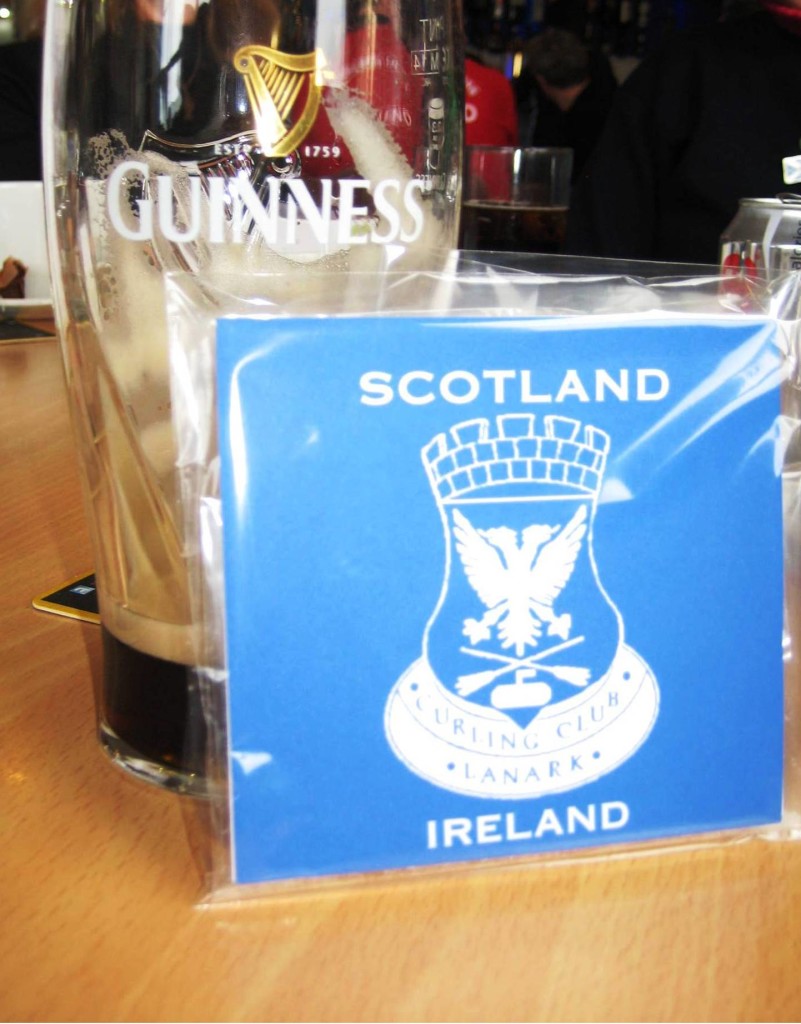 ESTD 1759
GUINNESS
SCOTLAND
CURLING CLUB
• LANARK •
IRELAND